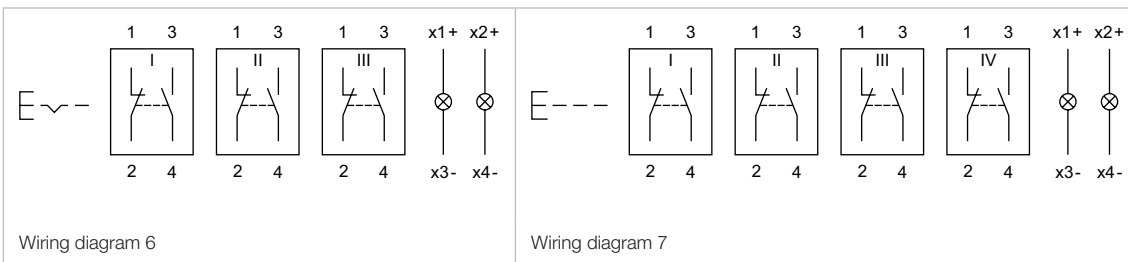 1 3 1 3 1 3 x1+ x2+
I II III
2 4 2 4 2 4 x3- x4-
Wiring diagram 6
1 3 1 3 1 3 1 3 x1+ x2+
I II III IV
2 4 2 4 2 4 2 4 x3- x4-
Wiring diagram 7